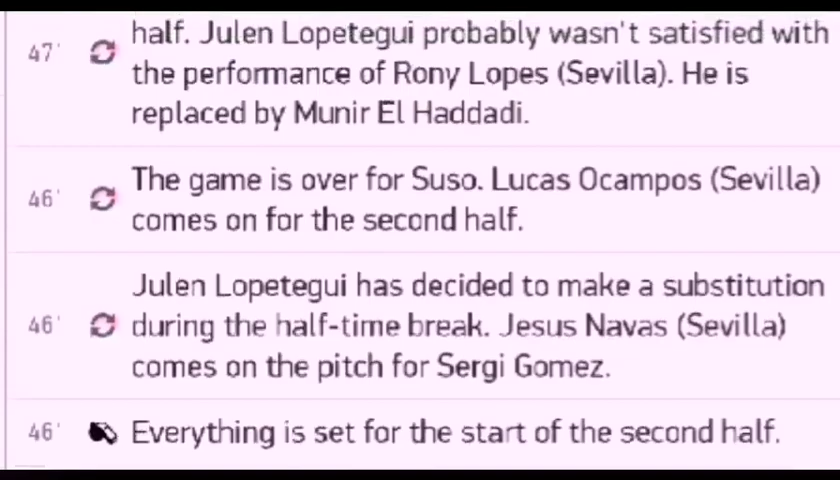 47'
half. Julen Lopetegui probably wasn't satisfied with
the performance of Rony Lopes (Sevilla). He is
replaced by Munir El Haddadi.
46'
The game is over for Suso. Lucas Ocampos (Sevilla)
comes on for the second half.
Julen Lopetegui has decided to make a substitution
46'
during the half-time break. Jesus Navas (Sevilla)
comes on the pitch for Sergi Gomez.
46'
Everything is set for the start of the second half.